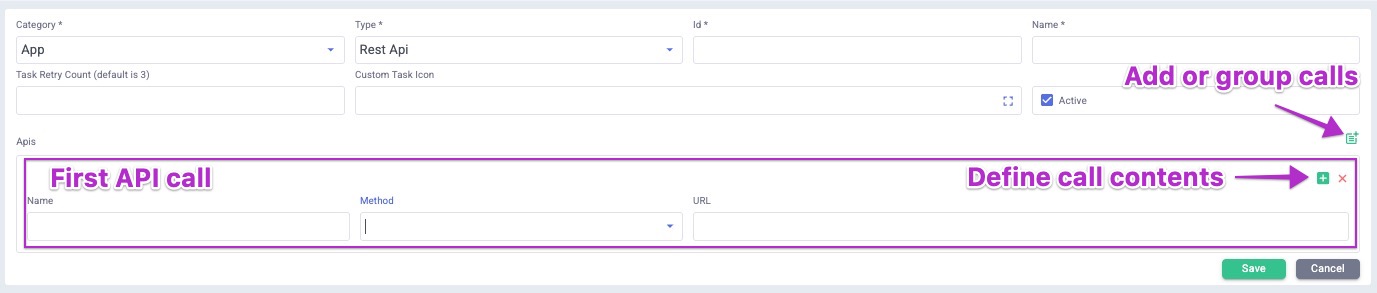 Category *
Type *
Id *
Name *
App
Rest Api
Task Retry Count (default is 3)
Custom Task Icon
Add or group calls
Active
Apis
First API call
Define call contents
Name
Method
URL
Save
Cancel